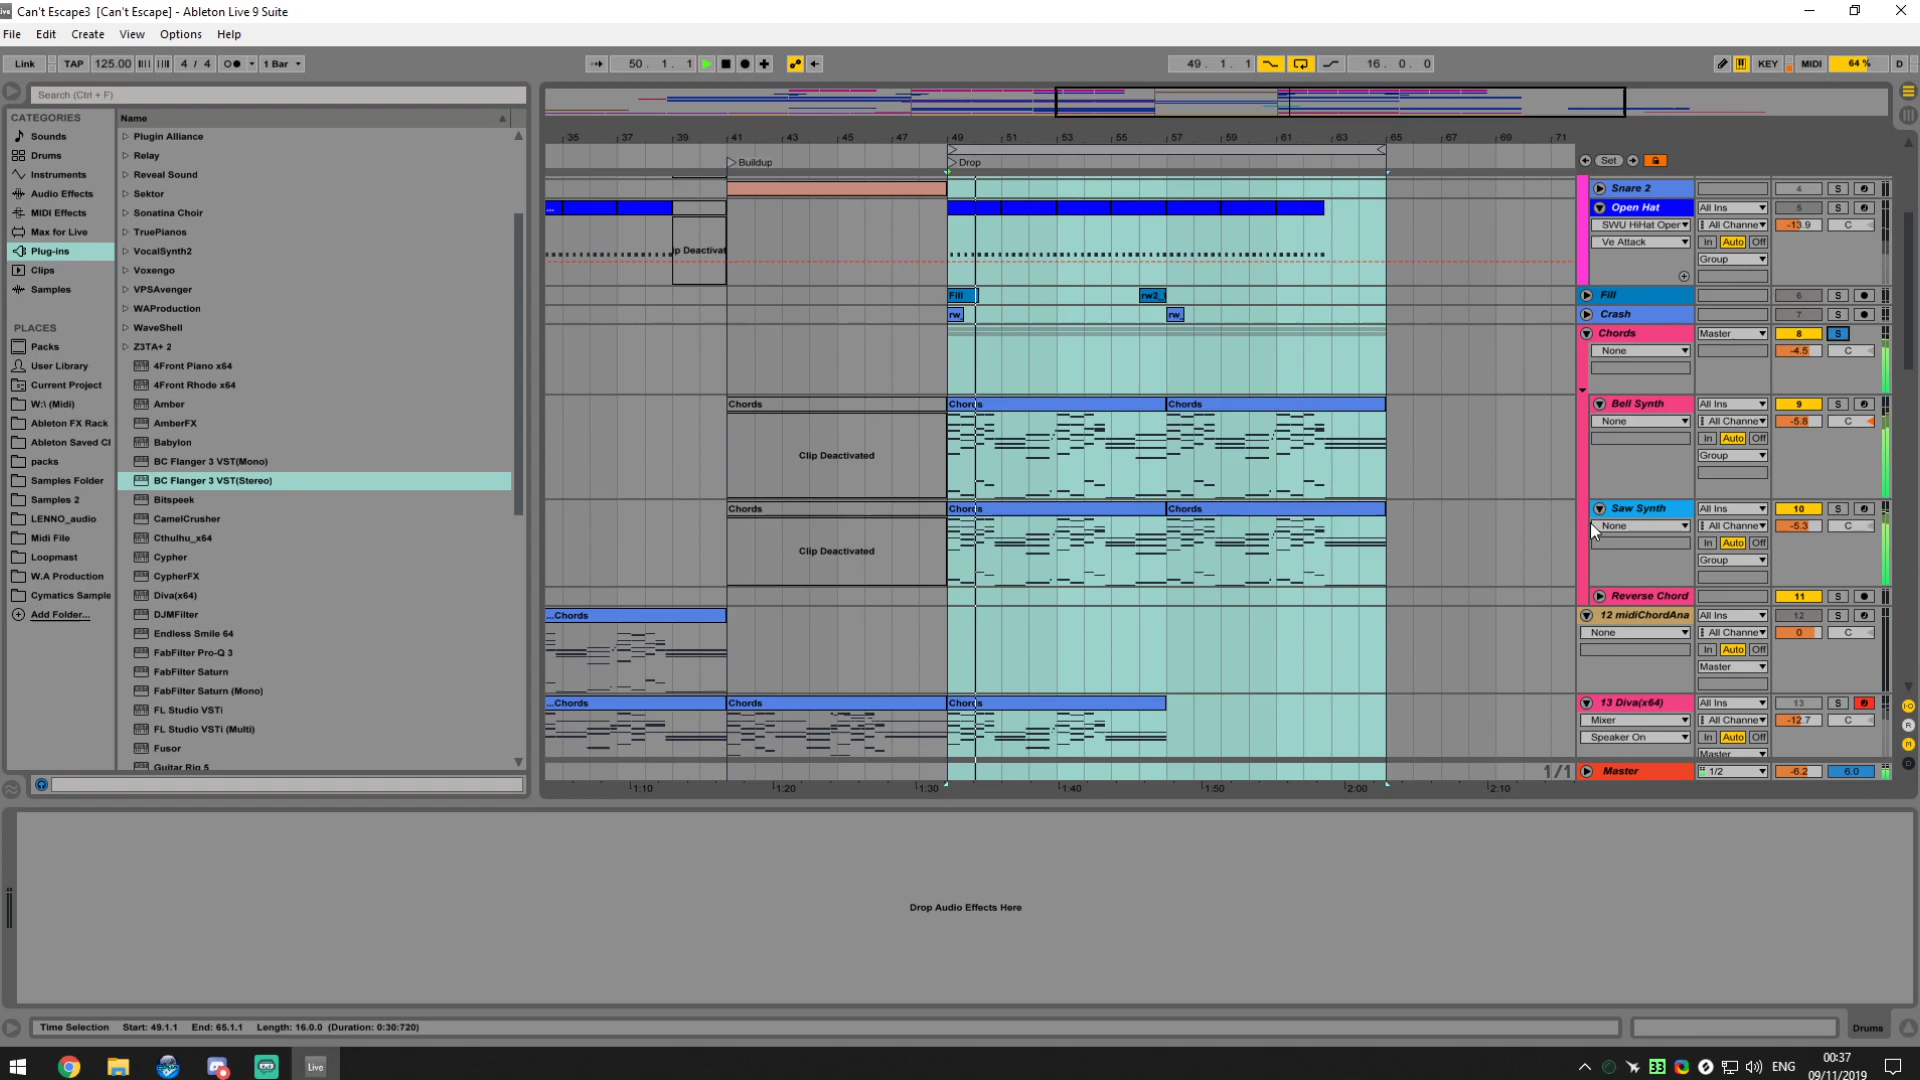 Can't Escape3 [Can't Escape] - Ableton Live 9 Suite
File Edit Create View Options Help
Link TAP 125.00 4 / 4 1 Bar 50. 1. 1 49. 1. 1 16. 0. 0 KEY MIDI 64 % D
Search (Ctrl + F)
CATEGORIES
Sounds
Drums
Instruments
Audio Effects
MIDI Effects
Max for Live
Plug-ins
Clips
Samples
PLACES
Packs
User Library
Current Project
W:\ (Midi)
Ableton FX Rack
Ableton Saved Cl
packs
Samples Folder
Samples 2
LENNO_audio
Midi File
Loopmast
W.A Production
Cymatics Sample
Add Folder...
Name
Plugin Alliance
Relay
Reveal Sound
Sektor
Sonatina Choir
TruePianos
VocalSynth2
Voxengo
VPSAvenger
WAProduction
WaveShell
Z3TA+ 2
4Front Piano x64
4Front Rhode x64
Amber
AmberFX
Babylon
BC Flanger 3 VST(Mono)
BC Flanger 3 VST(Stereo)
Bitspeek
CamelCrusher
Cthulhu_x64
Cypher
CypherFX
Diva(x64)
DJMFilter
Endless Smile 64
FabFilter Pro-Q 3
FabFilter Saturn
FabFilter Saturn (Mono)
FL Studio VSTi
FL Studio VSTi (Multi)
Fusor
Guitar Rig 5
35 37 39 41 43 45 47 49 51 53 55 57 59 61 63 65 67 69 71
Buildup Drop
Set
...
ip Deactivat
Fill rw2_
rw_ rw_
Chords Chords Chords
Clip Deactivated
Chords Chords Chords
Clip Deactivated
...Chords
...Chords Chords Chords
1/1
1:10 1:20 1:30 1:40 1:50 2:00 2:10
Snare 2 4 S
Open Hat All Ins 5 S
SWU HiHat Oper All Channe -13.9 C
Ve Attack In Auto Off
Group
Fill 6 S
Crash 7 S
Chords Master 8 S
None -4.5 C
Bell Synth All Ins 9 S
None All Channe -5.8 C
In Auto Off
Group
Saw Synth All Ins 10 S
None All Channe -5.3 C
In Auto Off
Group
Reverse Chord 11 S
12 midiChordAna All Ins 12 S
None All Channe 0 C
In Auto Off
Master
13 Diva(x64) All Ins 13 S
Mixer All Channe -12.7 C
Speaker On In Auto Off
Master
Master 1/2 -6.2 6.0
Drop Audio Effects Here
Time Selection Start: 49.1.1 End: 65.1.1 Length: 16.0.0 (Duration: 0:30:720)
Drums
Live 33 ENG 00:37
09/11/2019